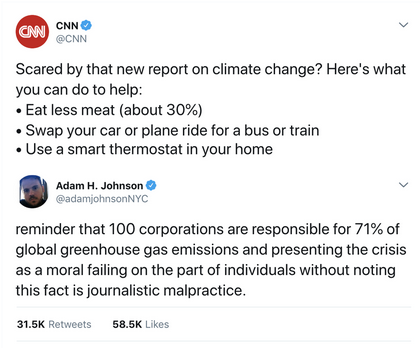 CNN
CNN
@CNN
Scared by that new report on climate change? Here's what
you can do to help:
• Eat less meat (about 30%)
• Swap your car or plane ride for a bus or train
• Use a smart thermostat in your home
Adam H. Johnson
@adamjohnsonNYC
reminder that 100 corporations are responsible for 71% of
global greenhouse gas emissions and presenting the crisis
as a moral failing on the part of individuals without noting
this fact is journalistic malpractice.
31.5K Retweets 58.5K Likes